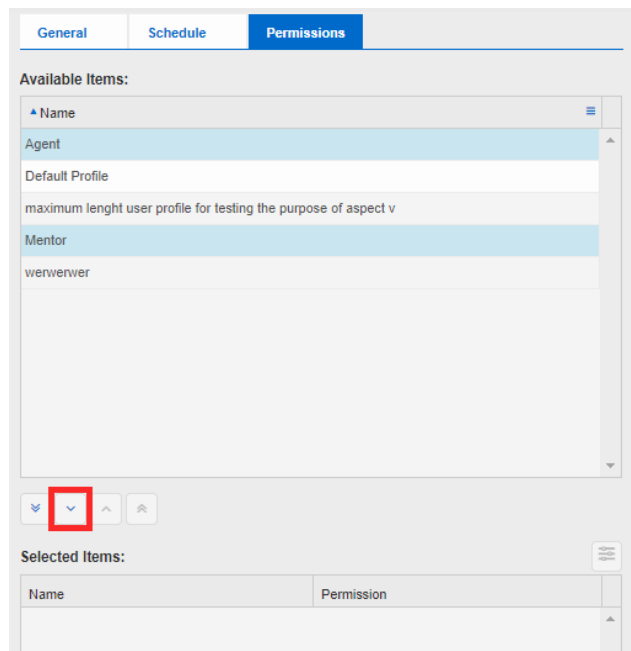 General Schedule Permissions
Available Items:
Name
Agent
Default Profile
maximum lenght user profile for testing the purpose of aspect v
Mentor
werwerwer
Selected Items:
Name Permission